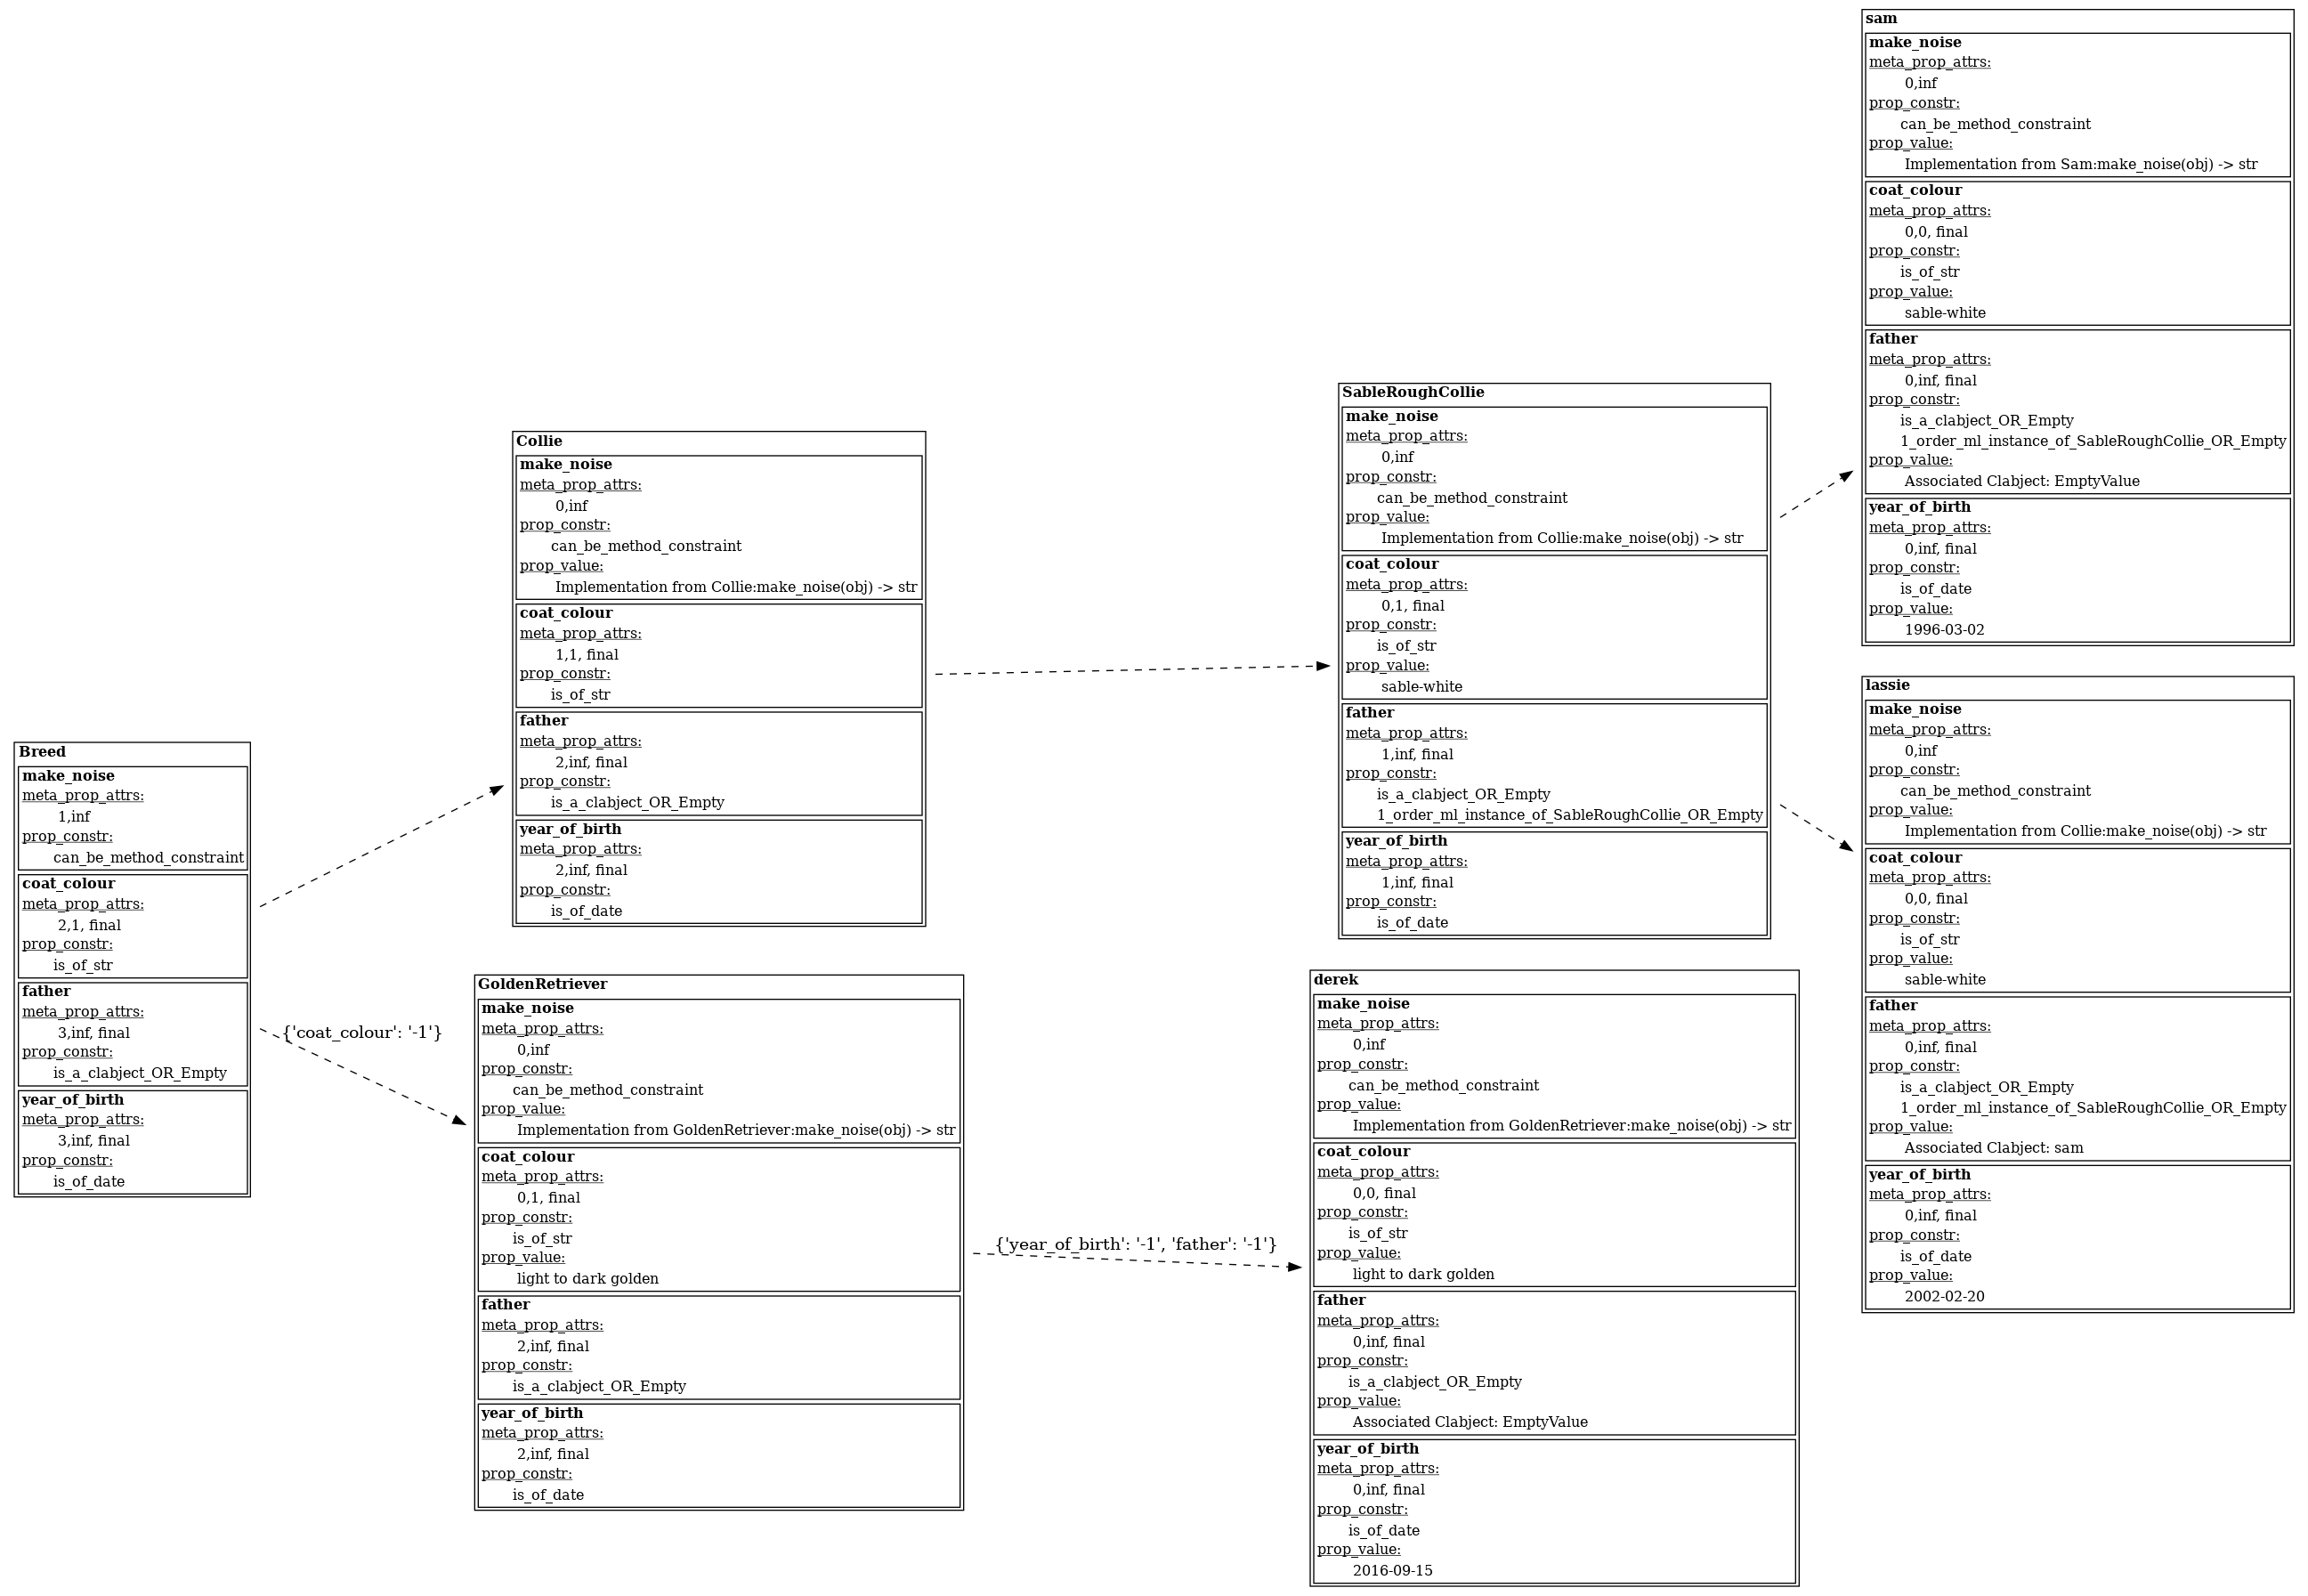 Breed
make_noise
meta_prop_attrs:
1,inf
prop_constr:
can_be_method_constraint
coat_colour
meta_prop_attrs:
2,1, final
prop_constr:
is_of_str
father
meta_prop_attrs:
3,inf, final
prop_constr:
is_a_clabject_OR_Empty
year_of_birth
meta_prop_attrs:
3,inf, final
prop_constr:
is_of_date
{'coat_colour': '-1'}
Collie
make_noise
meta_prop_attrs:
0,inf
prop_constr:
can_be_method_constraint
prop_value:
Implementation from Collie:make_noise(obj) -> str
coat_colour
meta_prop_attrs:
1,1, final
prop_constr:
is_of_str
father
meta_prop_attrs:
2,inf, final
prop_constr:
is_a_clabject_OR_Empty
year_of_birth
meta_prop_attrs:
2,inf, final
prop_constr:
is_of_date
GoldenRetriever
make_noise
meta_prop_attrs:
0,inf
prop_constr:
can_be_method_constraint
prop_value:
Implementation from GoldenRetriever:make_noise(obj) -> str
coat_colour
meta_prop_attrs:
0,1, final
prop_constr:
is_of_str
prop_value:
light to dark golden
father
meta_prop_attrs:
2,inf, final
prop_constr:
is_a_clabject_OR_Empty
year_of_birth
meta_prop_attrs:
2,inf, final
prop_constr:
is_of_date
{'year_of_birth': '-1', 'father': '-1'}
SableRoughCollie
make_noise
meta_prop_attrs:
0,inf
prop_constr:
can_be_method_constraint
prop_value:
Implementation from Collie:make_noise(obj) -> str
coat_colour
meta_prop_attrs:
0,1, final
prop_constr:
is_of_str
prop_value:
sable-white
father
meta_prop_attrs:
1,inf, final
prop_constr:
is_a_clabject_OR_Empty
1_order_ml_instance_of_SableRoughCollie_OR_Empty
year_of_birth
meta_prop_attrs:
1,inf, final
prop_constr:
is_of_date
derek
make_noise
meta_prop_attrs:
0,inf
prop_constr:
can_be_method_constraint
prop_value:
Implementation from GoldenRetriever:make_noise(obj) -> str
coat_colour
meta_prop_attrs:
0,0, final
prop_constr:
is_of_str
prop_value:
light to dark golden
father
meta_prop_attrs:
0,inf, final
prop_constr:
is_a_clabject_OR_Empty
prop_value:
Associated Clabject: EmptyValue
year_of_birth
meta_prop_attrs:
0,inf, final
prop_constr:
is_of_date
prop_value:
2016-09-15
sam
make_noise
meta_prop_attrs:
0,inf
prop_constr:
can_be_method_constraint
prop_value:
Implementation from Sam:make_noise(obj) -> str
coat_colour
meta_prop_attrs:
0,0, final
prop_constr:
is_of_str
prop_value:
sable-white
father
meta_prop_attrs:
0,inf, final
prop_constr:
is_a_clabject_OR_Empty
1_order_ml_instance_of_SableRoughCollie_OR_Empty
prop_value:
Associated Clabject: EmptyValue
year_of_birth
meta_prop_attrs:
0,inf, final
prop_constr:
is_of_date
prop_value:
1996-03-02
lassie
make_noise
meta_prop_attrs:
0,inf
prop_constr:
can_be_method_constraint
prop_value:
Implementation from Collie:make_noise(obj) -> str
coat_colour
meta_prop_attrs:
0,0, final
prop_constr:
is_of_str
prop_value:
sable-white
father
meta_prop_attrs:
0,inf, final
prop_constr:
is_a_clabject_OR_Empty
1_order_ml_instance_of_SableRoughCollie_OR_Empty
prop_value:
Associated Clabject: sam
year_of_birth
meta_prop_attrs:
0,inf, final
prop_constr:
is_of_date
prop_value:
2002-02-20